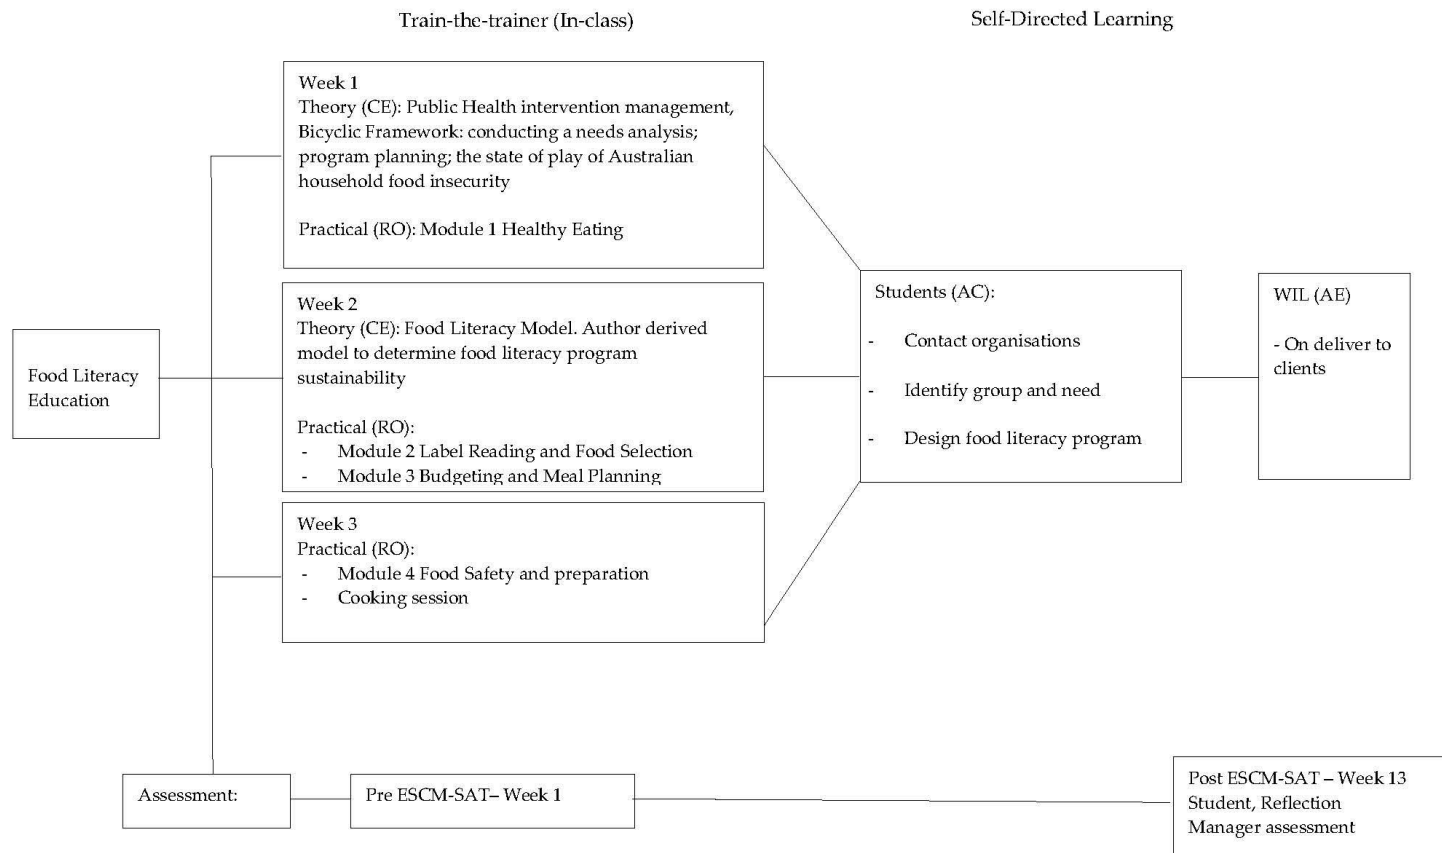 Train-the-trainer (In-class)
Self-Directed Learning
Food Literacy
Education
Week 1
Theory (CE): Public Health intervention management,
Bicyclic Framework: conducting a needs analysis;
program planning; the state of play of Australian
household food insecurity
Practical (RO): Module 1 Healthy Eating
Week 2
Theory (CE): Food Literacy Model. Author derived
model to determine food literacy program
sustainability
Practical (RO):
- Module 2 Label Reading and Food Selection
- Module 3 Budgeting and Meal Planning
Week 3
Practical (RO):
- Module 4 Food Safety and preparation
- Cooking session
Students (AC):
- Contact organisations
- Identify group and need
- Design food literacy program
WIL (AE)
- On deliver to
clients
Assessment:
Pre ESCM-SAT– Week 1
Post ESCM-SAT – Week 13
Student, Reflection
Manager assessment